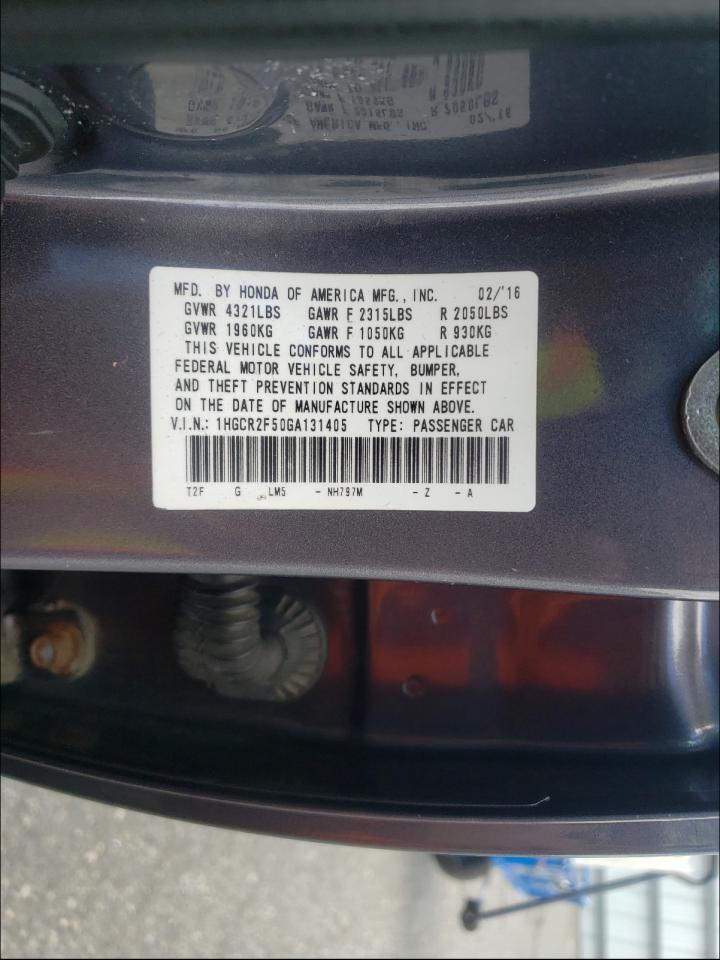 MFD. BY HONDA OF AMERICA MFG., INC. 02/'16
GVWR 4321LBS GAWR F 2315LBS R 2050LBS
GVWR 1960KG GAWR F 1050KG R 930KG
THIS VEHICLE CONFORMS TO ALL APPLICABLE
FEDERAL MOTOR VEHICLE SAFETY, BUMPER,
AND THEFT PREVENTION STANDARDS IN EFFECT
ON THE DATE OF MANUFACTURE SHOWN ABOVE.
V.I.N.: 1HGCR2F50GA131405 TYPE: PASSENGER CAR
T2F G LM5 - NH797M - Z - A